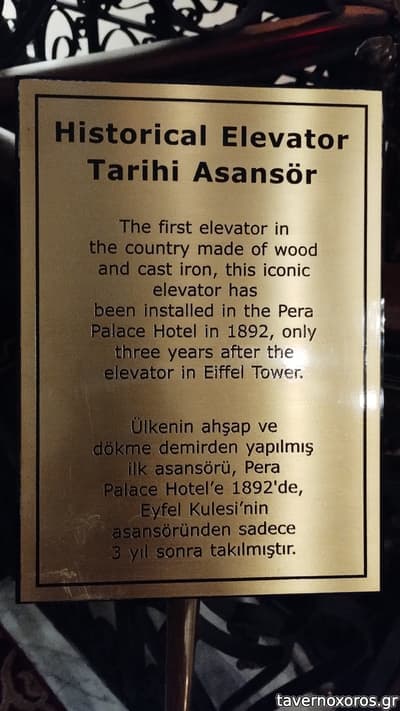 Historical Elevator
Tarihi Asansör
The first elevator in
the country made of wood
and cast iron, this iconic
elevator has
been installed in the Pera
Palace Hotel in 1892, only
three years after the
elevator in Eiffel Tower.
Ülkenin ahşap ve
dökme demirden yapılmış
ilk asansörü, Pera
Palace Hotel’e 1892'de,
Eyfel Kulesi’nin
asansöründen sadece
3 yıl sonra takılmıştır.
tavernoxoros.gr